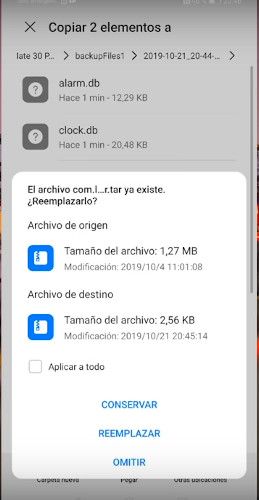 Copiar 2 elementos a
late 30 P... > backupFiles1 > 2019-10-21_20-44-...
alarm.db
Hace 1 min - 12,29 KB
clock.db
Hace 1 min - 20,48 KB
El archivo com.l...r.tar ya existe.
¿Reemplazarlo?
Archivo de origen
Tamaño del archivo: 1,27 MB
Modificación: 2019/10/4 11:01:08
Archivo de destino
Tamaño del archivo: 2,56 KB
Modificación: 2019/10/21 20:45:14
Aplicar a todo
CONSERVAR
REEMPLAZAR
OMITIR
Carpeta nueva Pegar Otras ubicaciones